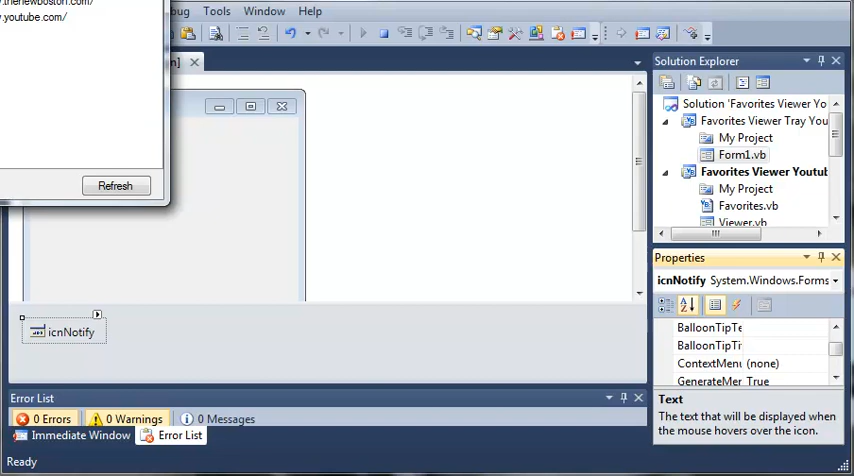 .thenewboston.com/
.youtube.com/
Refresh
bug Tools Window Help
Solution Explorer
Solution 'Favorites Viewer Yo
Favorites Viewer Tray You
My Project
Form1.vb
Favorites Viewer Youtub
My Project
Favorites.vb
Viewer.vb
Properties
icnNotify System.Windows.Forms
BalloonTipTe
BalloonTipTi
ContextMenu (none)
GenerateMer True
Text
The text that will be displayed when
the mouse hovers over the icon.
icnNotify
Error List
0 Errors 0 Warnings 0 Messages
Immediate Window Error List
Ready